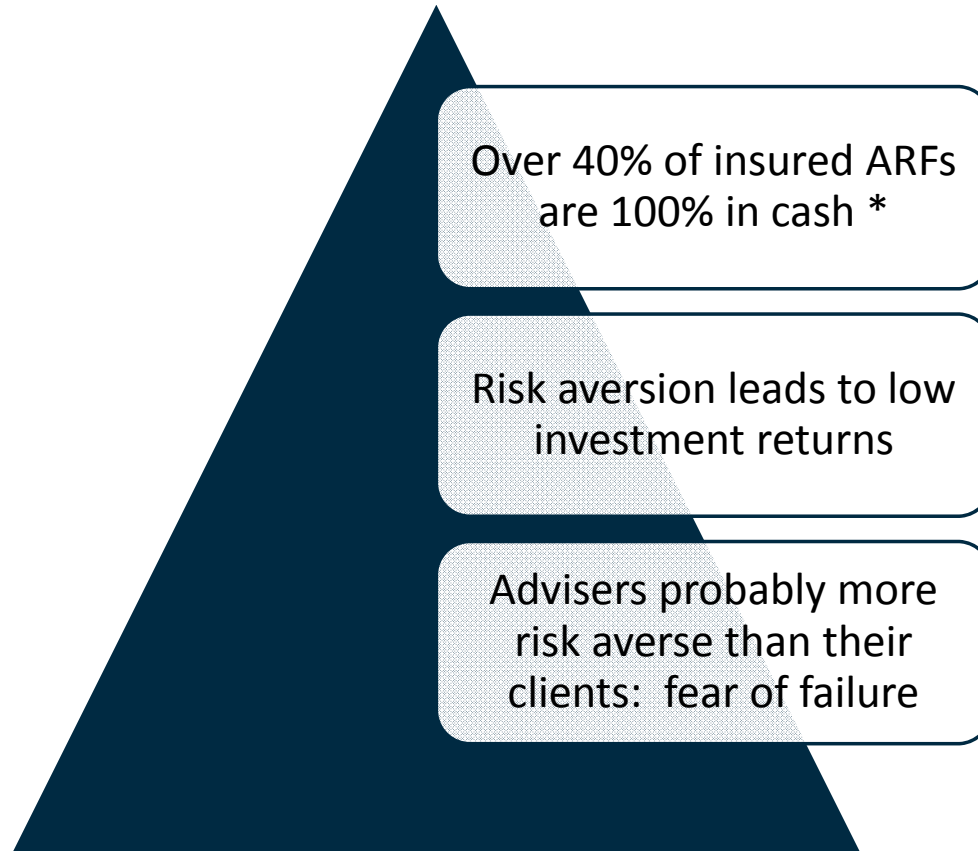 Over 40% of insured ARFs
are 100% in cash *
Risk aversion leads to low
investment returns
Advisers probably more
risk averse than their
clients:  fear of failure